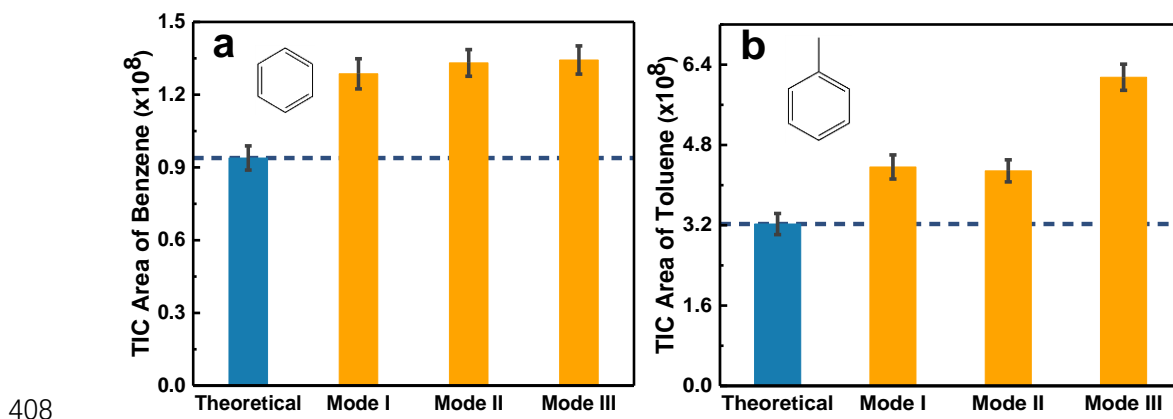 a
TIC Area of Benzene (x10⁸)
1.5
1.2
0.9
0.6
0.3
0.0
Theoretical Mode I Mode II Mode III
b
TIC Area of Toluene (x10⁸)
6.4
4.8
3.2
1.6
0.0
Theoretical Mode I Mode II Mode III
408